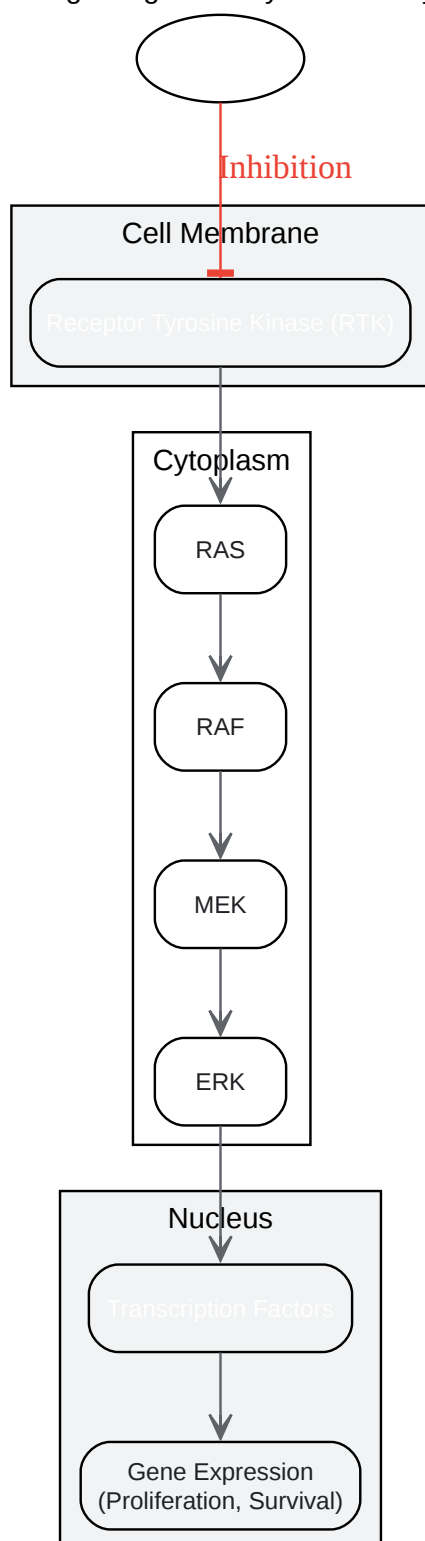 Inhibition
Cell Membrane
Receptor Tyrosine Kinase (RTK)
Cytoplasm
RAS
RAF
MEK
ERK
Nucleus
Transcription Factors
Gene Expression
(Proliferation, Survival)